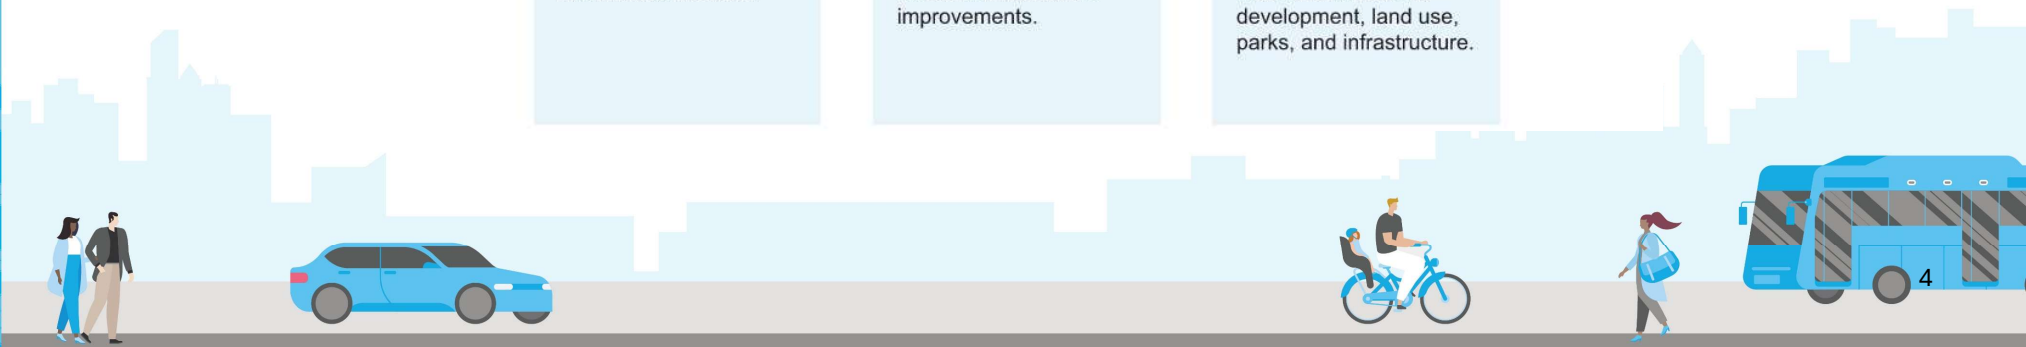 improvements.
development, land use,
parks, and infrastructure.
4